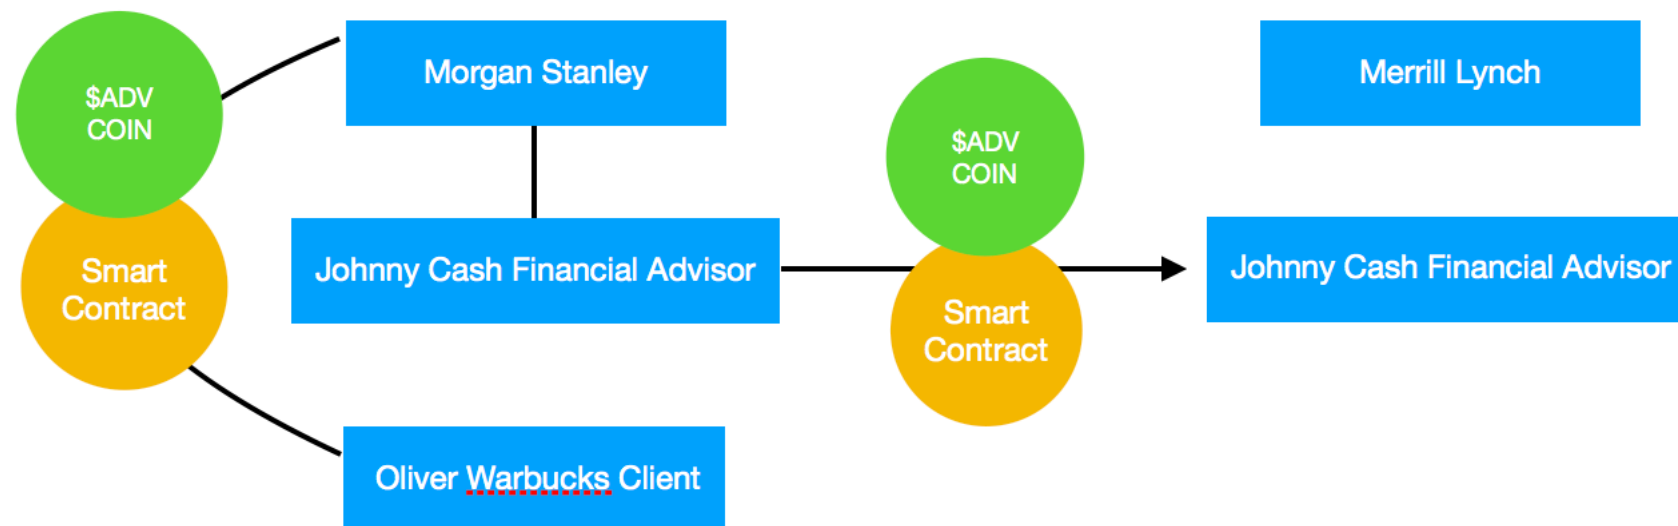 $ADV
COIN
Smart
Contract
Morgan Stanley
Johnny Cash Financial Advisor
Oliver Warbucks Client
$ADV
COIN
Smart
Contract
Merrill Lynch
Johnny Cash Financial Advisor